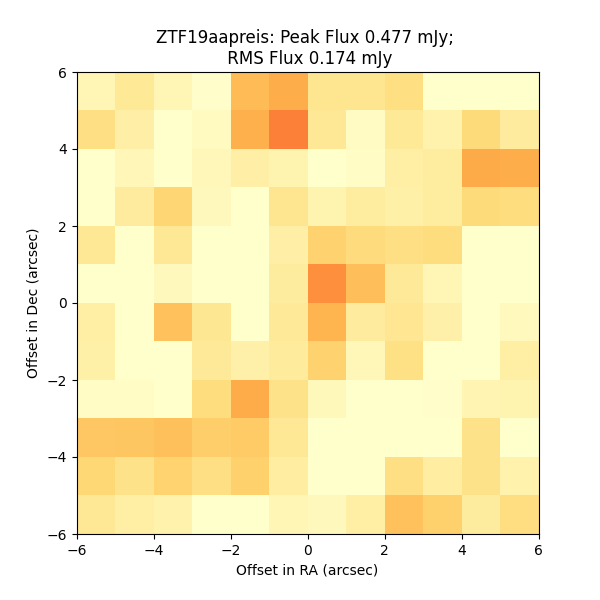 ZTF19aapreis: Peak Flux 0.477 mJy;
RMS Flux 0.174 mJy
6
4
2
0
−2
−4
−6
Offset in Dec (arcsec)
−6 −4 −2 0 2 4 6
Offset in RA (arcsec)